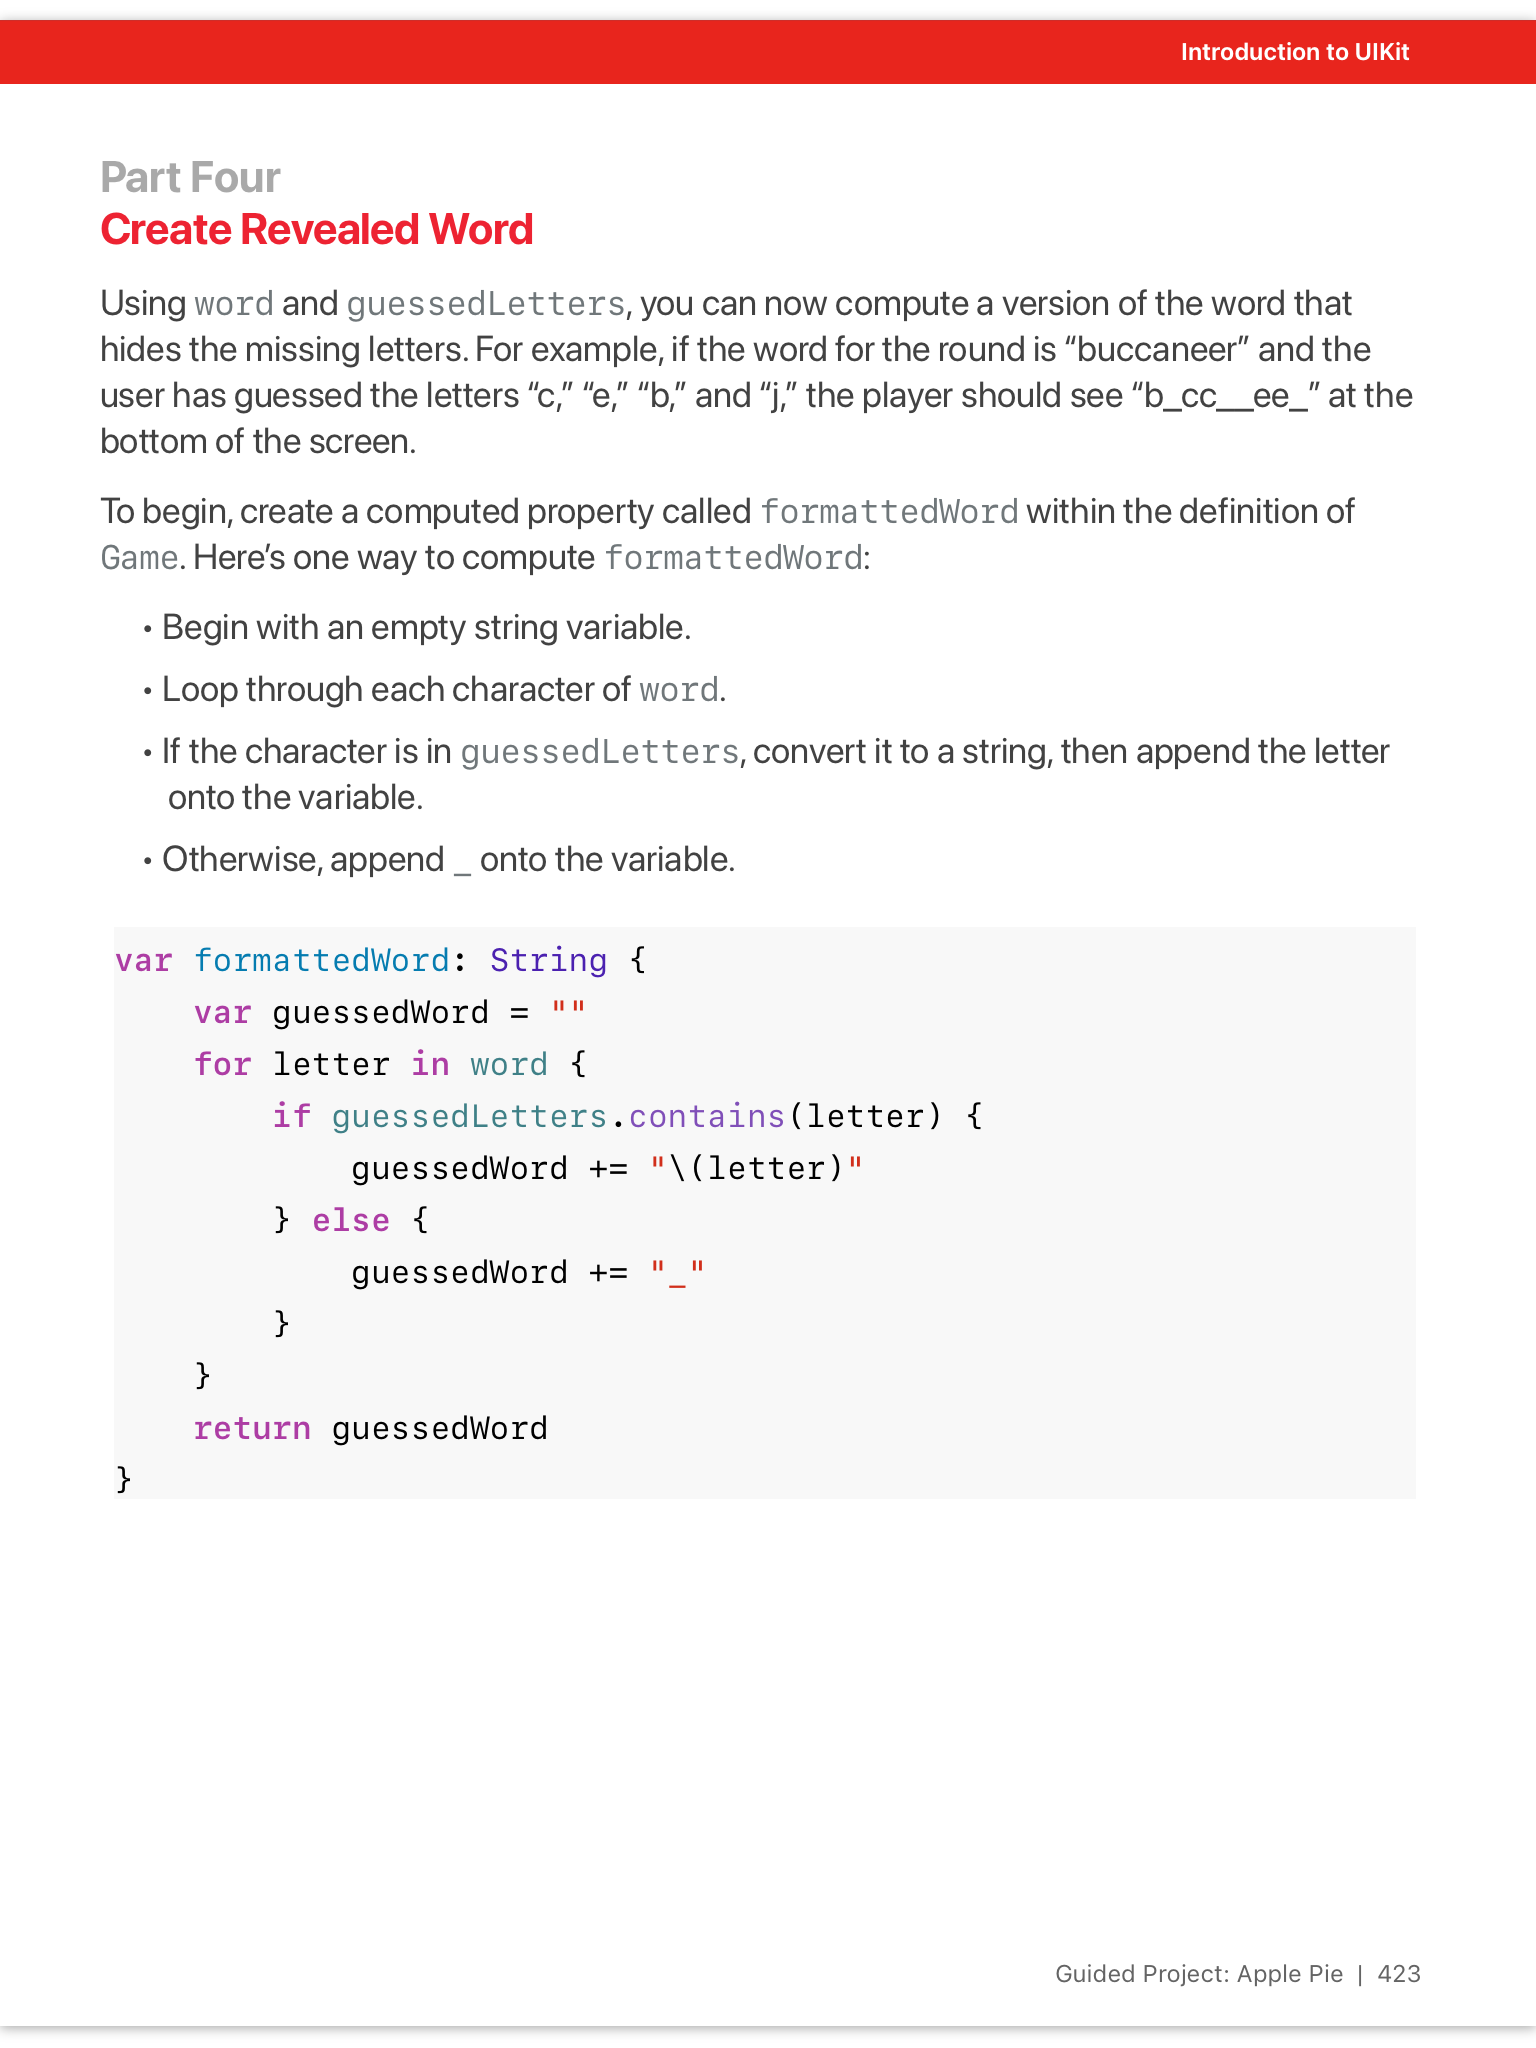 Introduction to UIKit
Part Four
Create Revealed Word
Using word and guessedLetters, you can now compute a version of the word that
hides the missing letters. For example, if the word for the round is “buccaneer” and the
user has guessed the letters “c,” “e,” “b,” and “j,” the player should see “b_cc__ee_” at the
bottom of the screen.
To begin, create a computed property called formattedWord within the definition of
Game. Here’s one way to compute formattedWord:
• Begin with an empty string variable.
• Loop through each character of word.
• If the character is in guessedLetters, convert it to a string, then append the letter
onto the variable.
• Otherwise, append _ onto the variable.
var formattedWord: String {
    var guessedWord = ""
    for letter in word {
        if guessedLetters.contains(letter) {
            guessedWord += "\(letter)"
        } else {
            guessedWord += "_"
        }
    }
    return guessedWord
}
Guided Project: Apple Pie | 423